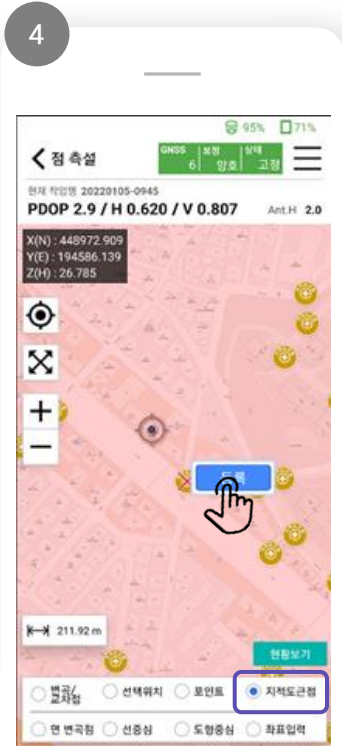 4
95% 71%
점 측설
GNSS 보정 상태
6 양호 고정
현재 작업명 20220105-0945
PDOP 2.9 / H 0.620 / V 0.807 Ant.H 2.0
X(N) : 448972.909
Y(E) : 194586.139
Z(H) : 26.785
등록
211.92 m
현황보기
변곡/교차점 선택위치 포인트 지적도근점
면 변곡점 선중심 도형중심 좌표입력